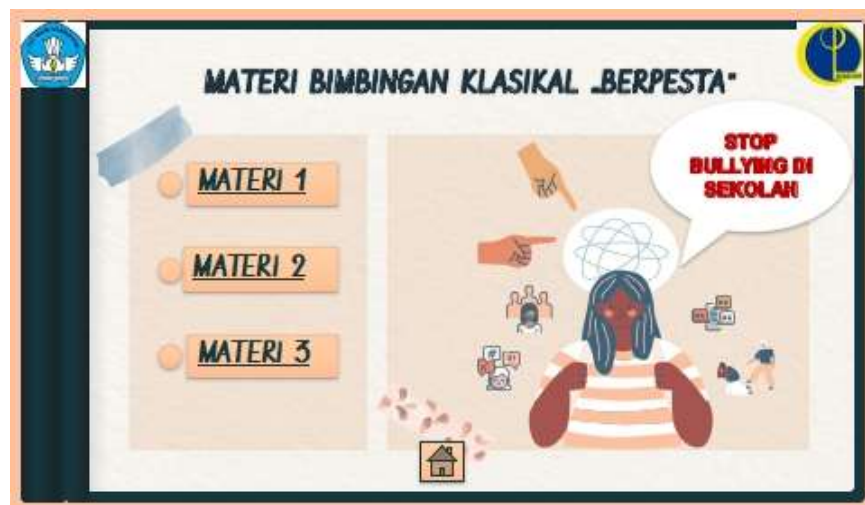 MATERI BIMBINGAN KLASIKAL „BERPESTA“
MATERI 1
MATERI 2
MATERI 3
STOP
BULLYING DI
SEKOLAH